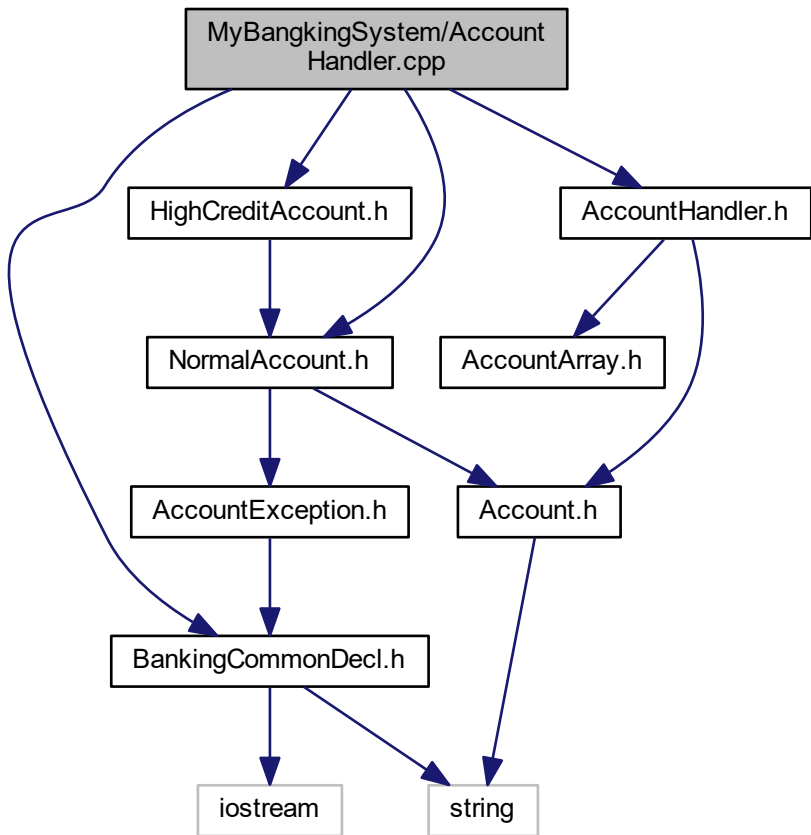 MyBangkingSystem/Account
Handler.cpp
HighCreditAccount.h
AccountHandler.h
NormalAccount.h
AccountArray.h
AccountException.h
Account.h
BankingCommonDecl.h
iostream
string